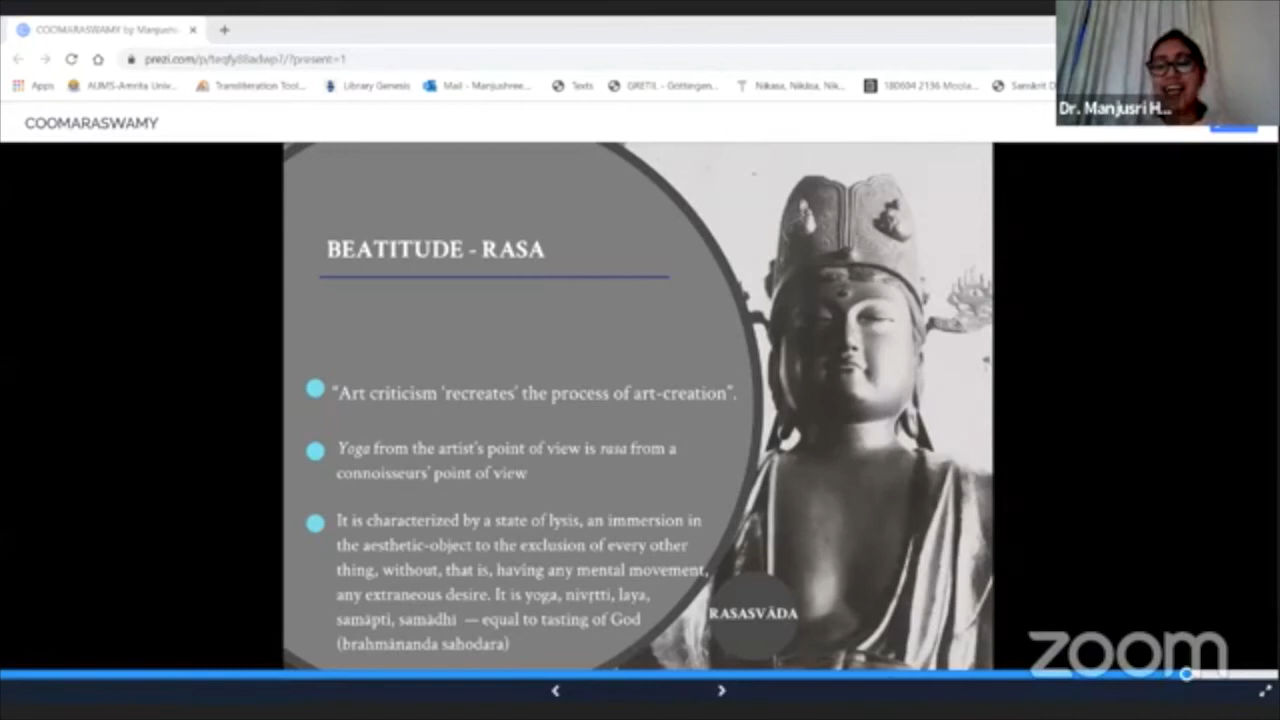 COOMARASWAMY by Manjusri
prezi.com/p/teqfy88adwp7/?present=1
Apps AUMS-Amrita Univ... Transliteration Tool... Library Genesis Mail - Manjushree... Texts GRETIL - Göttingen... Nikasa, Nikāsa, Nik... 180604 2136 Moola... Sanskrit D
Dr. Manjusri H...
COOMARASWAMY
BEATITUDE - RASA
“Art criticism ‘recreates’ the process of art-creation”.
Yoga from the artist’s point of view is rasa from a
connoisseurs’ point of view
It is characterized by a state of lysis, an immersion in
the aesthetic-object to the exclusion of every other
thing, without, that is, having any mental movement,
any extraneous desire. It is yoga, nivṛtti, laya,
samāpti, samādhi — equal to tasting of God
(brahmānanda sahodara)
RASASVĀDA
zoom